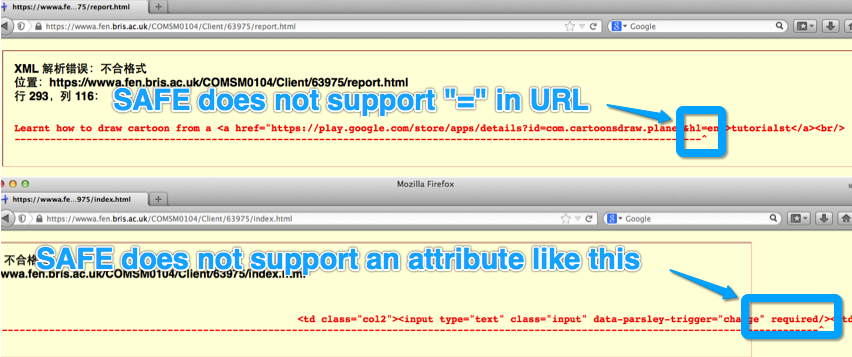 https://wwwa.fe...75/report.html
https://wwwa.fen.bris.ac.uk/COMSM0104/Client/63975/report.html
Google
XML 解析错误：不合格式
位置：https://wwwa.fen.bris.ac.uk/COMSM0104/Client/63975/report.html
行 293，列 116：
SAFE does not support "=" in URL
Learnt how to draw cartoon from a <a href="https://play.google.com/store/apps/details?id=com.cartoonsdraw.plane&hl=en">tutorialst</a><br/>
Mozilla Firefox
https://wwwa.fe...975/index.html
https://wwwa.fen.bris.ac.uk/COMSM0104/Client/63975/index.html
Google
不合格
SAFE does not support an attribute like this
wwa.fen.bris.ac.uk/COMSM0104/Client/63975/index.html
<td class="col2"><input type="text" class="input" data-parsley-trigger="change" required/></td